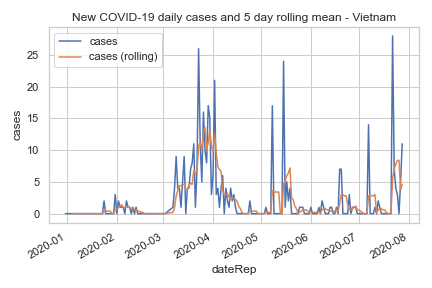 New COVID-19 daily cases and 5 day rolling mean - Vietnam
cases
cases (rolling)
25
20
15
10
5
0
cases
2020-01
2020-02
2020-03
2020-04
2020-05
2020-06
2020-07
2020-08
dateRep